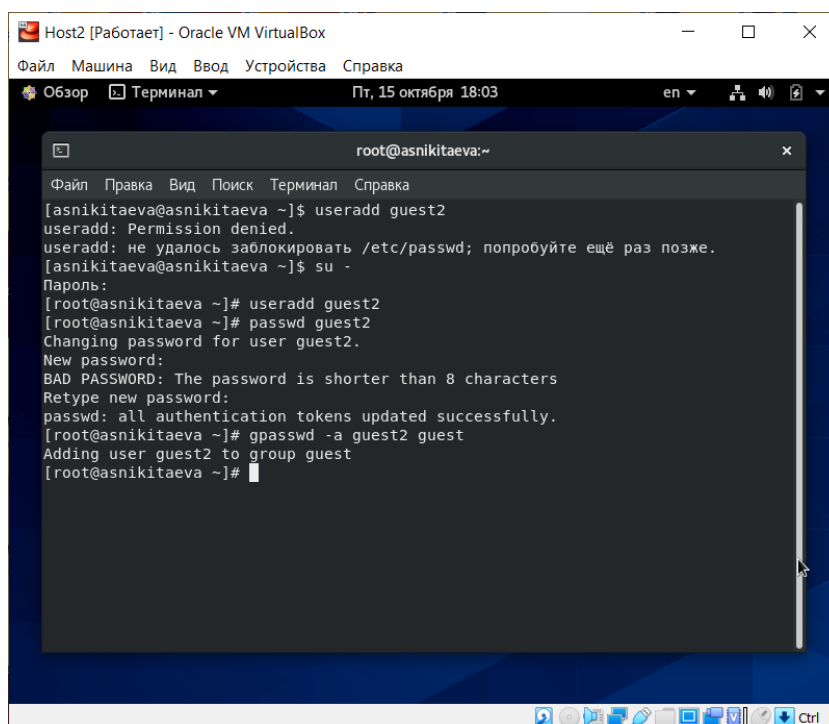 Host2 [Работает] - Oracle VM VirtualBox
Файл Машина Вид Ввод Устройства Справка
Обзор Терминал Пт, 15 октября 18:03 en
root@asnikitaeva:~
Файл Правка Вид Поиск Терминал Справка
[asnikitaeva@asnikitaeva ~]$ useradd guest2
useradd: Permission denied.
useradd: не удалось заблокировать /etc/passwd; попробуйте ещё раз позже.
[asnikitaeva@asnikitaeva ~]$ su -
Пароль:
[root@asnikitaeva ~]# useradd guest2
[root@asnikitaeva ~]# passwd guest2
Changing password for user guest2.
New password:
BAD PASSWORD: The password is shorter than 8 characters
Retype new password:
passwd: all authentication tokens updated successfully.
[root@asnikitaeva ~]# gpasswd -a guest2 guest
Adding user guest2 to group guest
[root@asnikitaeva ~]#
Ctrl